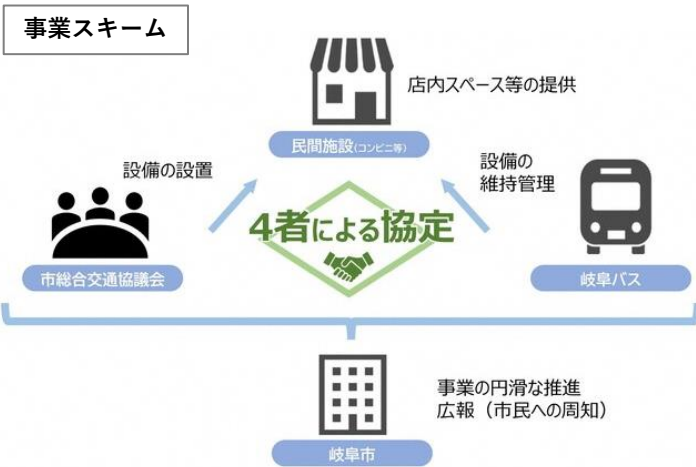 事業スキーム
店内スペース等の提供
民間施設(コンビニ等)
設備の設置
設備の
維持管理
4者による協定
市総合交通協議会
岐阜バス
事業の円滑な推進
広報（市民への周知）
岐阜市